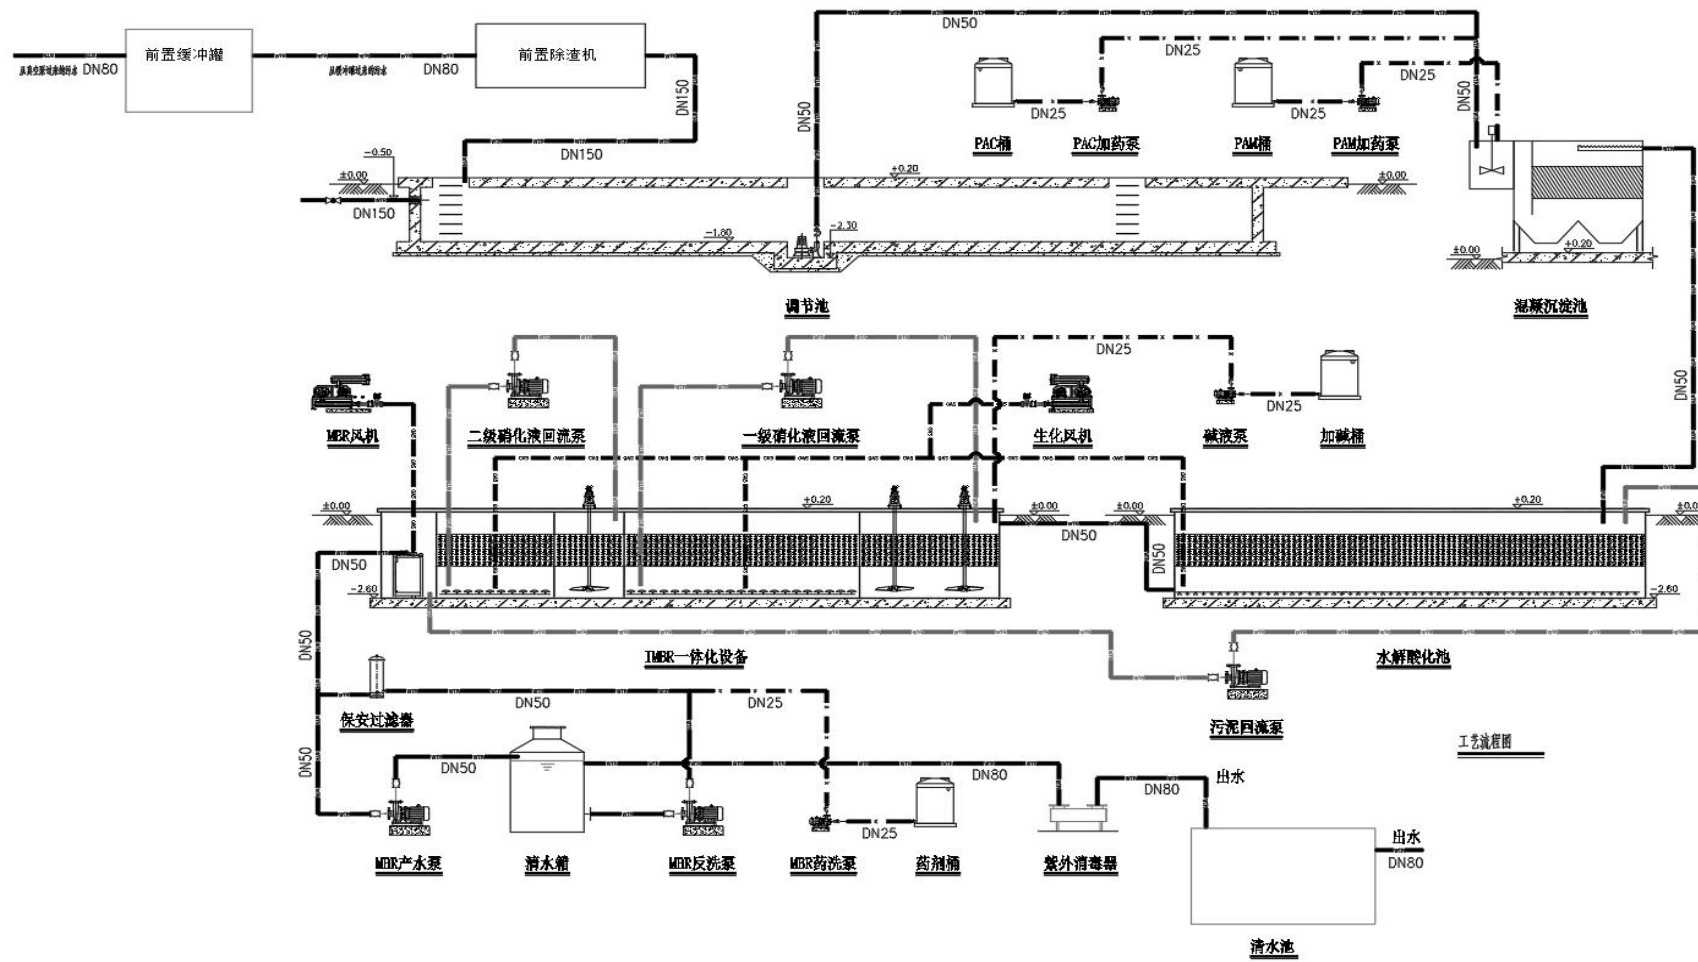 前置缓冲罐
前置除渣机
DN80
DN80
DN150
DN150
DN150
DN50
DN50
DN50
DN25
DN25
DN25
DN25
PAC桶
PAC加药泵
PAM桶
PAM加药泵
-0.50
±0.00
+0.20
±0.00
-1.80
-2.30
±0.00
+0.20
调节池
混凝沉淀池
DN50
DN25
DN25
MBR风机
二级硝化液回流泵
一级硝化液回流泵
生化风机
碱液泵
加碱桶
±0.00
+0.20
±0.00
±0.00
+0.20
DN50
DN50
DN50
-2.60
-2.60
DN50
IMBR一体化设备
水解酸化池
保安过滤器
DN50
DN25
污泥回流泵
工艺流程图
DN50
DN50
DN80
DN80
出水
DN25
出水
DN80
MBR产水泵
清水箱
MBR反洗泵
MBR药洗泵
药剂桶
紫外消毒器
清水池